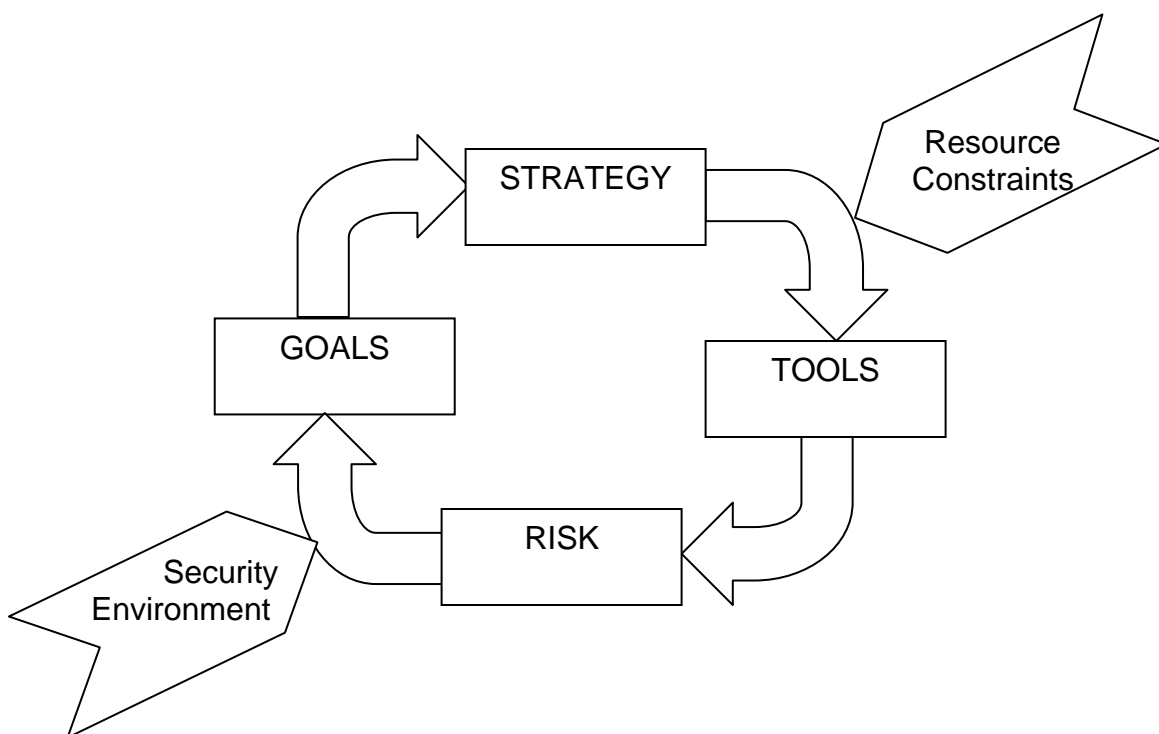 STRATEGY
Resource
Constraints
GOALS
TOOLS
RISK
Security
Environment